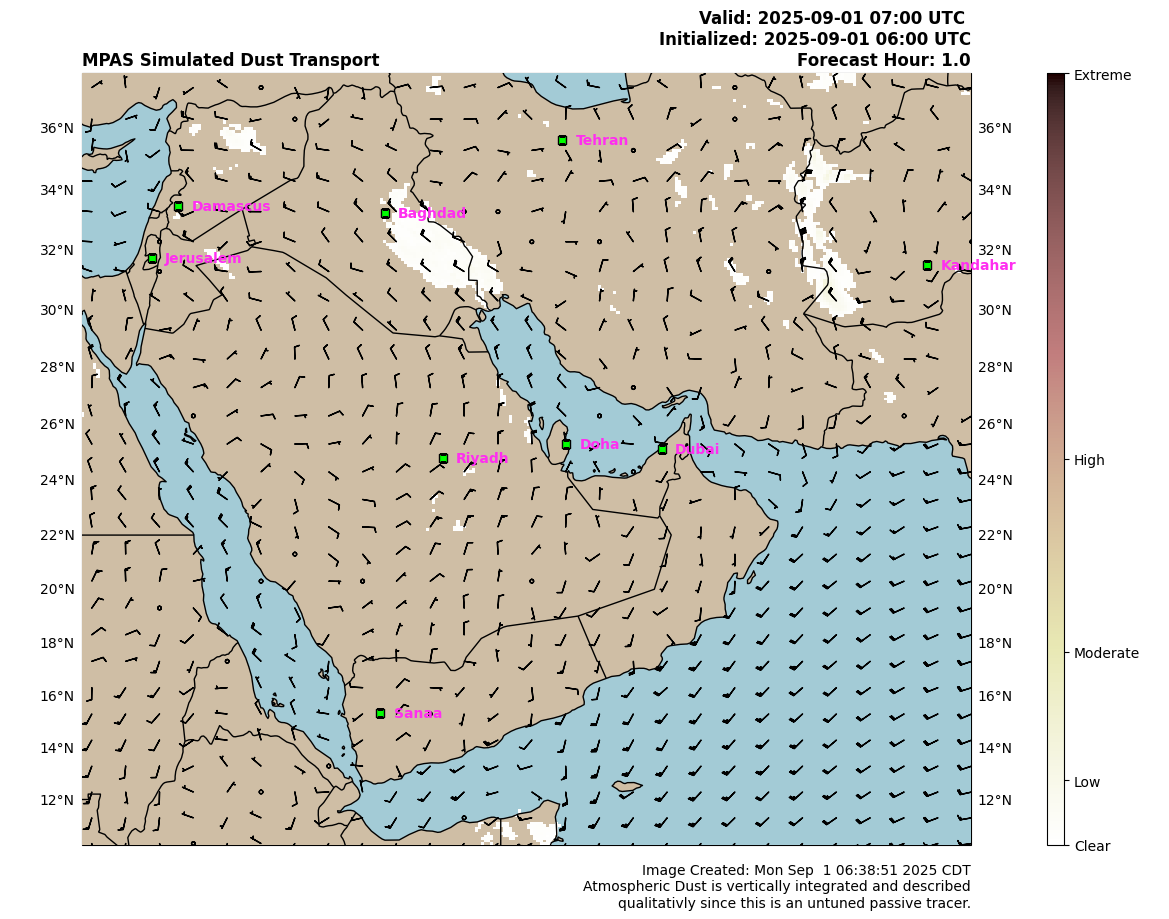 Valid: 2025-09-01 07:00 UTC
Initialized: 2025-09-01 06:00 UTC
MPAS Simulated Dust Transport
Forecast Hour: 1.0
Extreme
36°N
36°N
Tehran
34°N
34°N
Damascus
Baghdad
32°N
32°N
Jerusalem
Kandahar
30°N
30°N
28°N
28°N
26°N
26°N
Doha
Dubai
Riyadh
High
24°N
24°N
22°N
22°N
20°N
20°N
18°N
18°N
Moderate
16°N
16°N
Sanaa
14°N
14°N
Low
12°N
12°N
Clear
Image Created: Mon Sep  1 06:38:51 2025 CDT
Atmospheric Dust is vertically integrated and described
qualitativly since this is an untuned passive tracer.